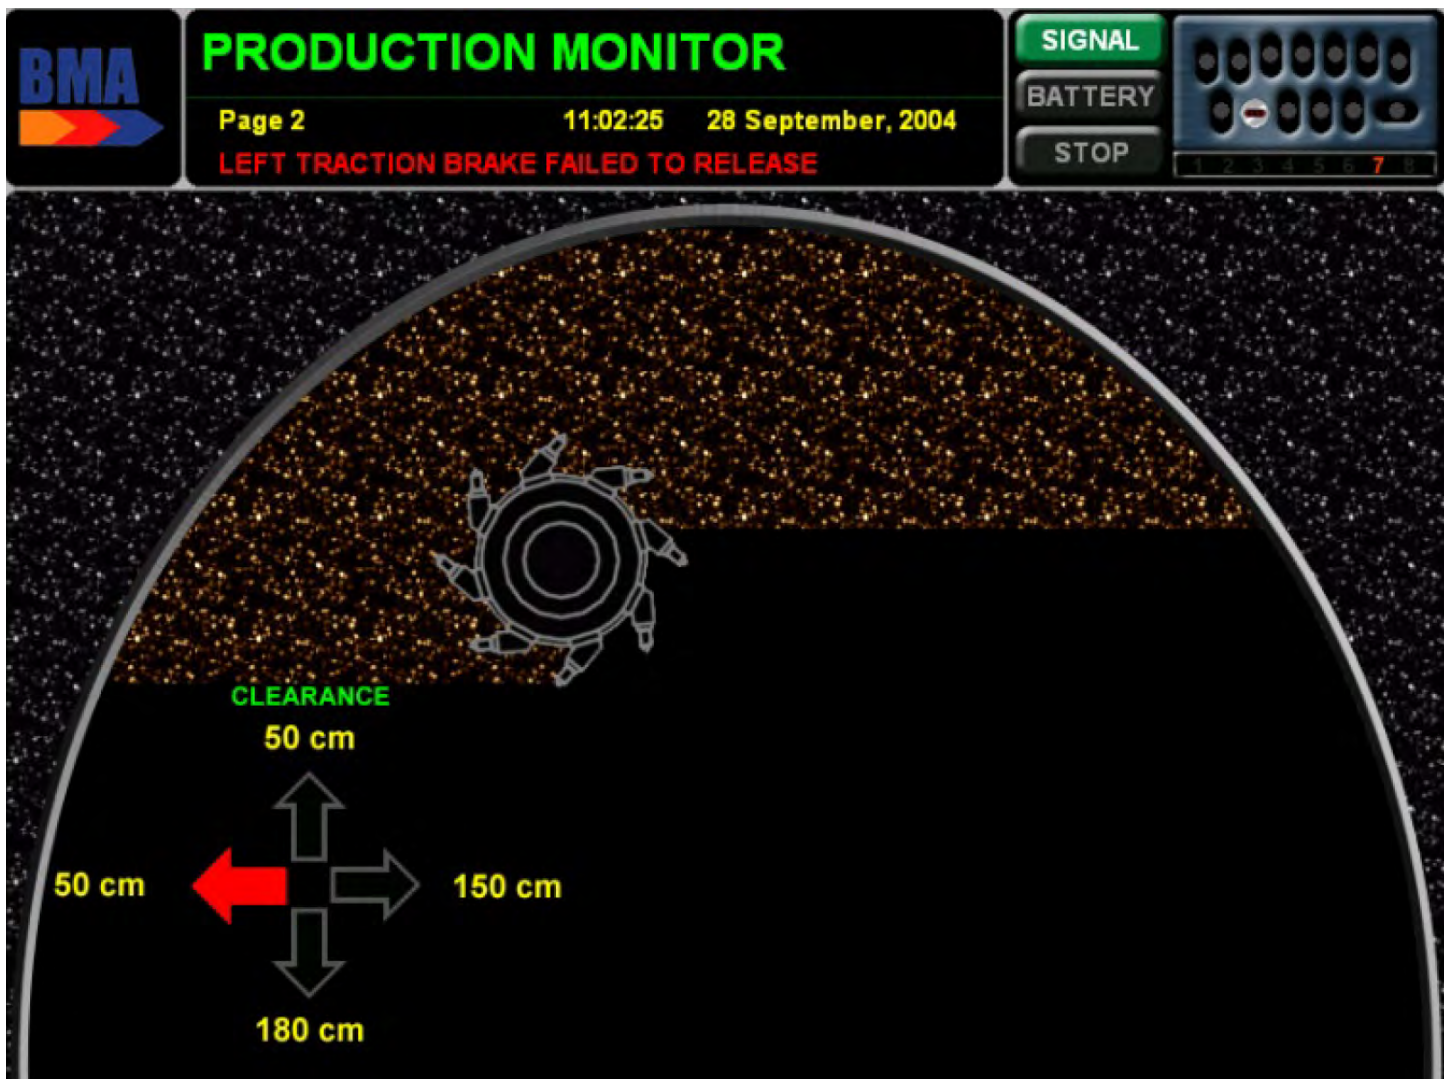 BMA
PRODUCTION MONITOR
Page 2 11:02:25 28 September, 2004
LEFT TRACTION BRAKE FAILED TO RELEASE
SIGNAL
BATTERY
STOP
1 2 3 4 5 6 7 8
CLEARANCE
50 cm
50 cm 150 cm
180 cm